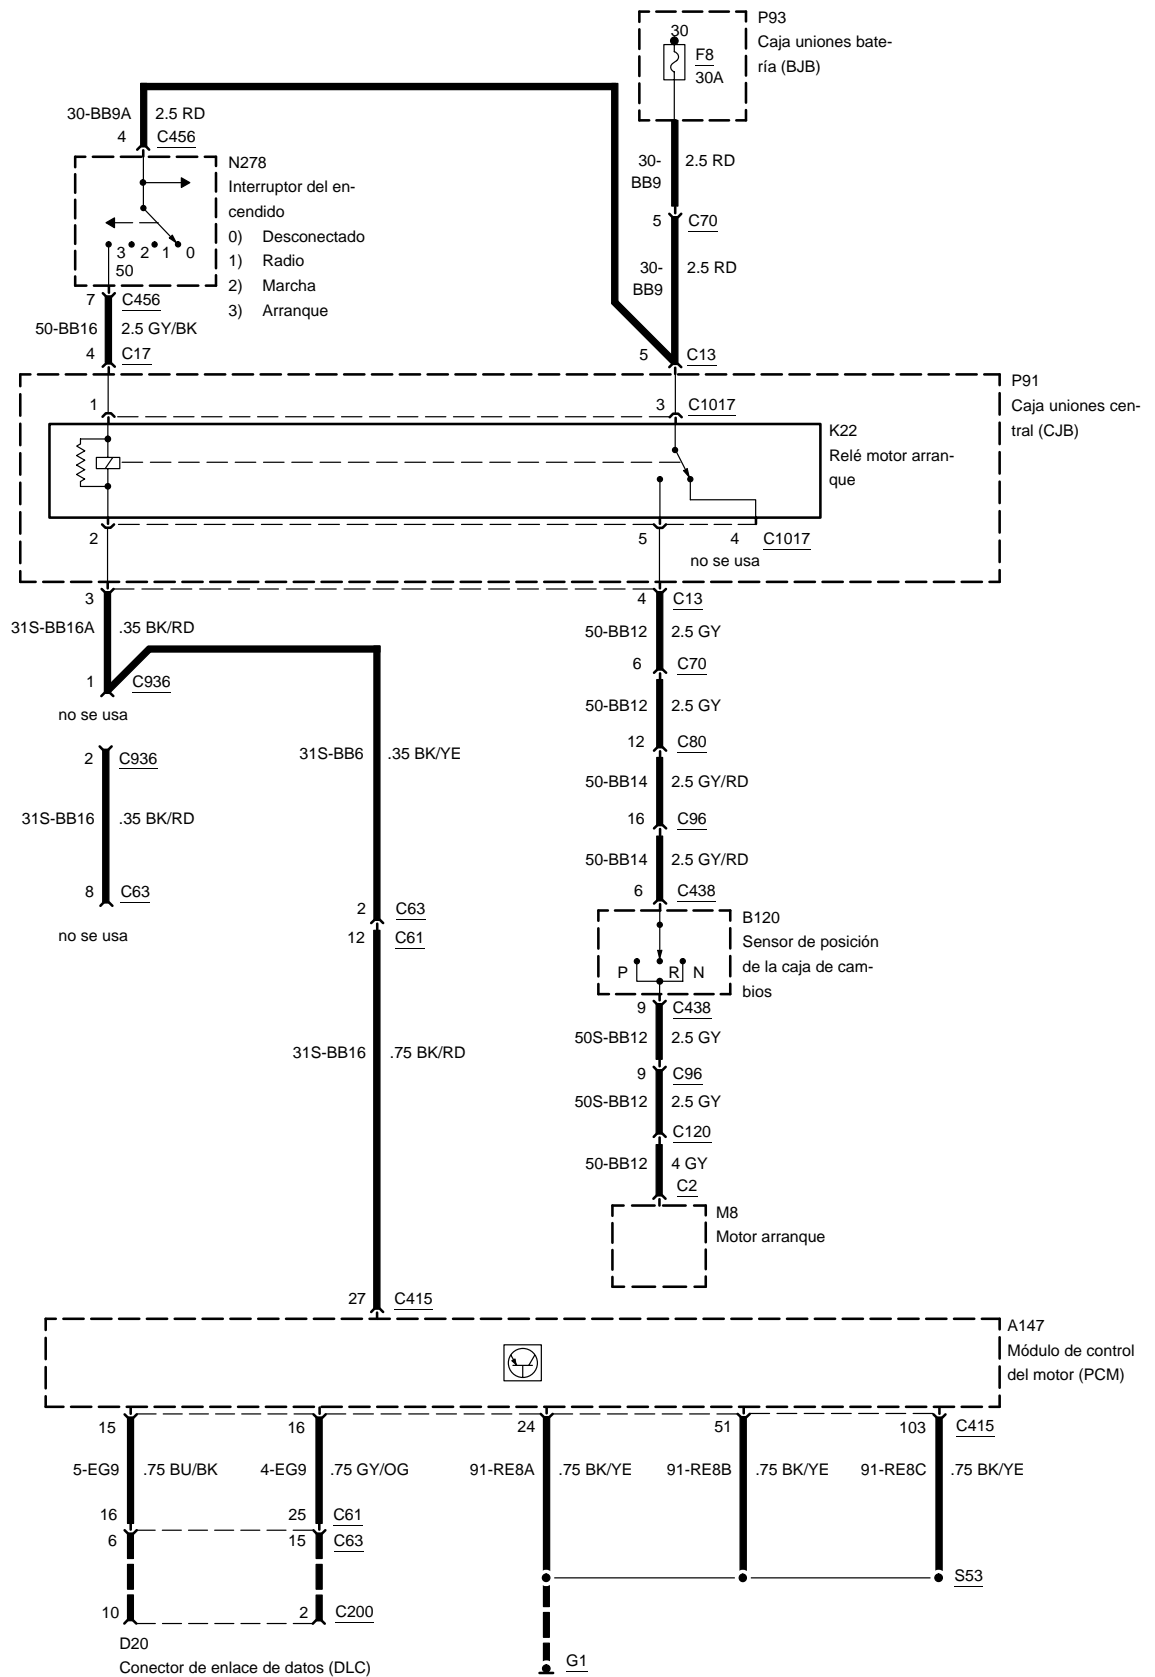 P93
30
Caja uniones bate-
F8
ría (BJB)
30A
30-BB9A 2.5 RD
4 C456
N278
30-
BB9
2.5 RD
Interruptor del en-
cendido
5 C70
0) Desconectado
3 2 1 0
1) Radio
50
30-
BB9
2.5 RD
2) Marcha
7 C456
3) Arranque
50-BB16 2.5 GY/BK
4 C17
5 C13
P91
1
3 C1017
Caja uniones cen-
tral (CJB)
K22
Relé motor arran-
que
2
5
4 C1017
no se usa
3
4 C13
31S-BB16A .35 BK/RD
50-BB12 2.5 GY
6 C70
1 C936
50-BB12 2.5 GY
no se usa
12 C80
2 C936
31S-BB6 .35 BK/YE
50-BB14 2.5 GY/RD
31S-BB16 .35 BK/RD
16 C96
50-BB14 2.5 GY/RD
8 C63
6 C438
2 C63
B120
no se usa
12 C61
Sensor de posición
de la caja de cam-
bios
P R N
9 C438
50S-BB12 2.5 GY
31S-BB16 .75 BK/RD
9 C96
50S-BB12 2.5 GY
C120
50-BB12 4 GY
C2
M8
Motor arranque
27 C415
A147
Módulo de control
del motor (PCM)
15
16
24
51
103 C415
5-EG9 .75 BU/BK
4-EG9 .75 GY/OG
91-RE8A .75 BK/YE
91-RE8B .75 BK/YE
91-RE8C .75 BK/YE
16
25 C61
6
15 C63
S53
10
2 C200
D20
G1
Conector de enlace de datos (DLC)